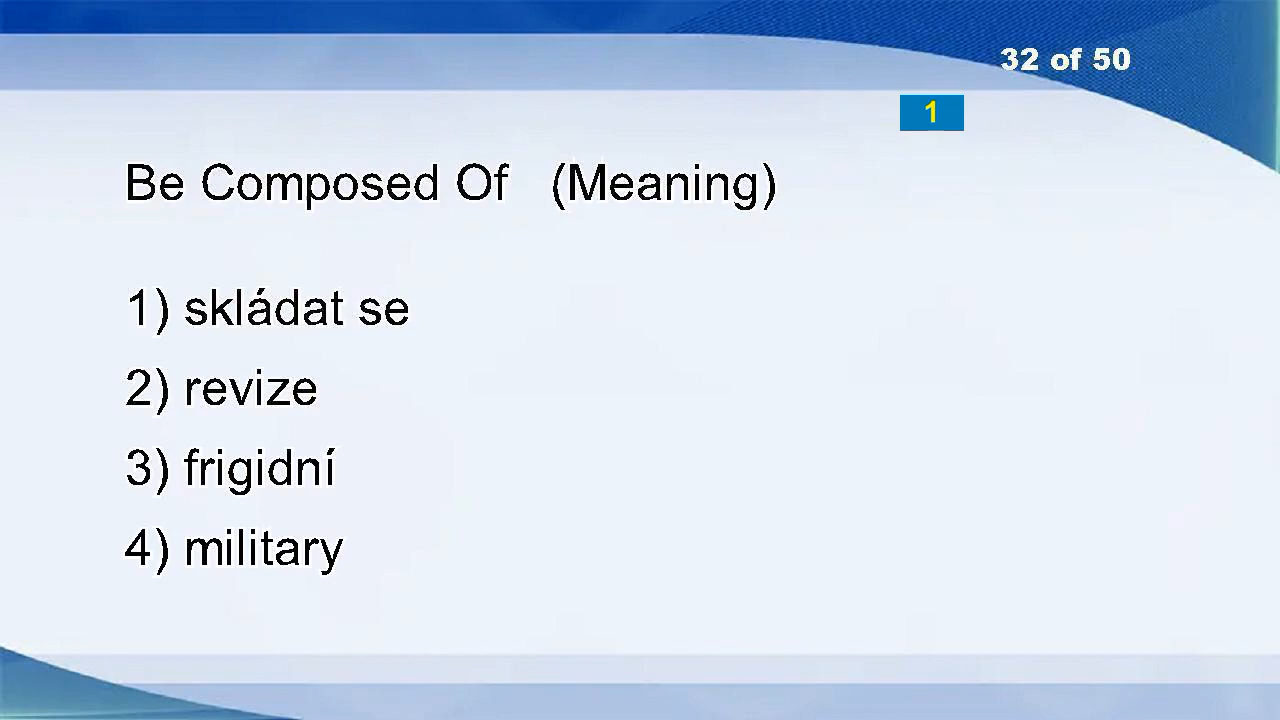 32 of 50
1
Be Composed Of (Meaning)
1) skládat se
2) revize
3) frigidní
4) military